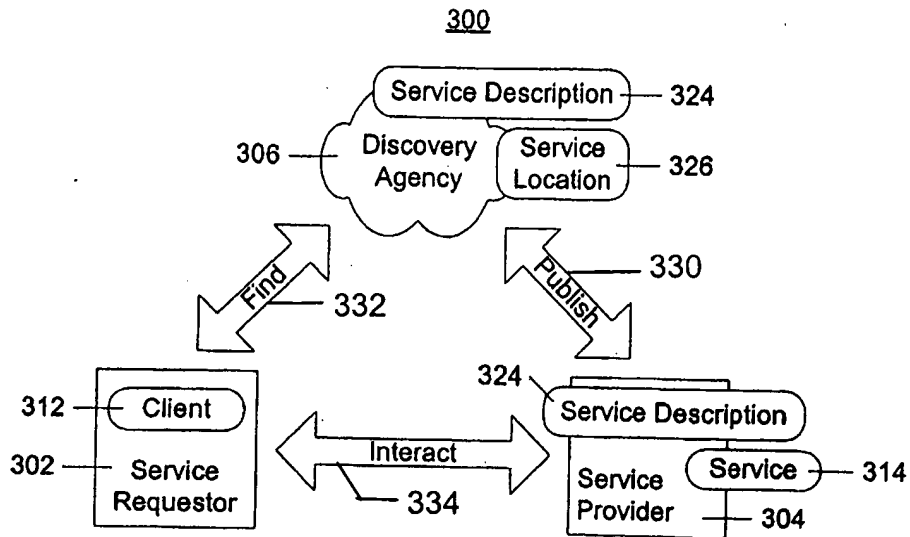 300
Service Description
324
306
Discovery
Agency
Service
Location
326
Find
332
Publish
330
312
Client
302
Service
Requestor
Interact
334
324
Service Description
Service
314
Service
Provider
304